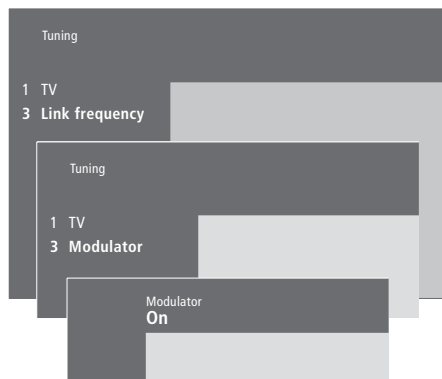 Tuning
1 TV
3 Link frequency
Tuning
1 TV
3 Modulator
Modulator
On